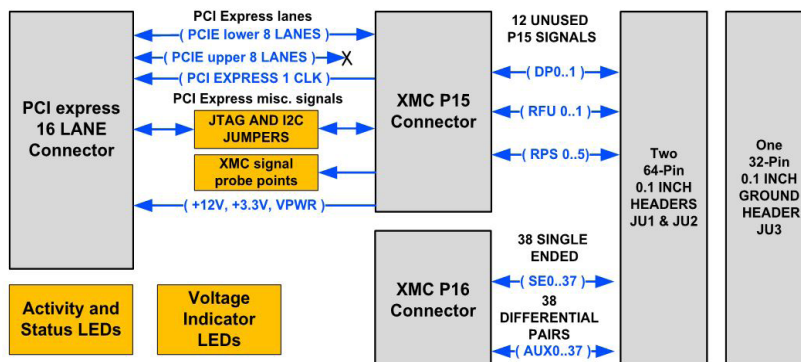 PCI Express lanes
( PCIE lower 8 LANES )
( PCIE upper 8 LANES )
X
( PCI EXPRESS 1 CLK )
PCI Express misc. signals
JTAG AND I2C
JUMPERS
XMC signal
probe points
( +12V, +3.3V, VPWR )
PCI express
16 LANE
Connector
XMC P15
Connector
12 UNUSED
P15 SIGNALS
( DP0..1 )
( RFU 0..1 )
( RPS 0..5)
Two
64-Pin
0.1 INCH
HEADERS
JU1 & JU2
One
32-Pin
0.1 INCH
GROUND
HEADER
JU3
XMC P16
Connector
38 SINGLE
ENDED
( SE0..37 )
38
DIFFERENTIAL
PAIRS
( AUX0..37 )
Activity and
Status LEDs
Voltage
Indicator
LEDs